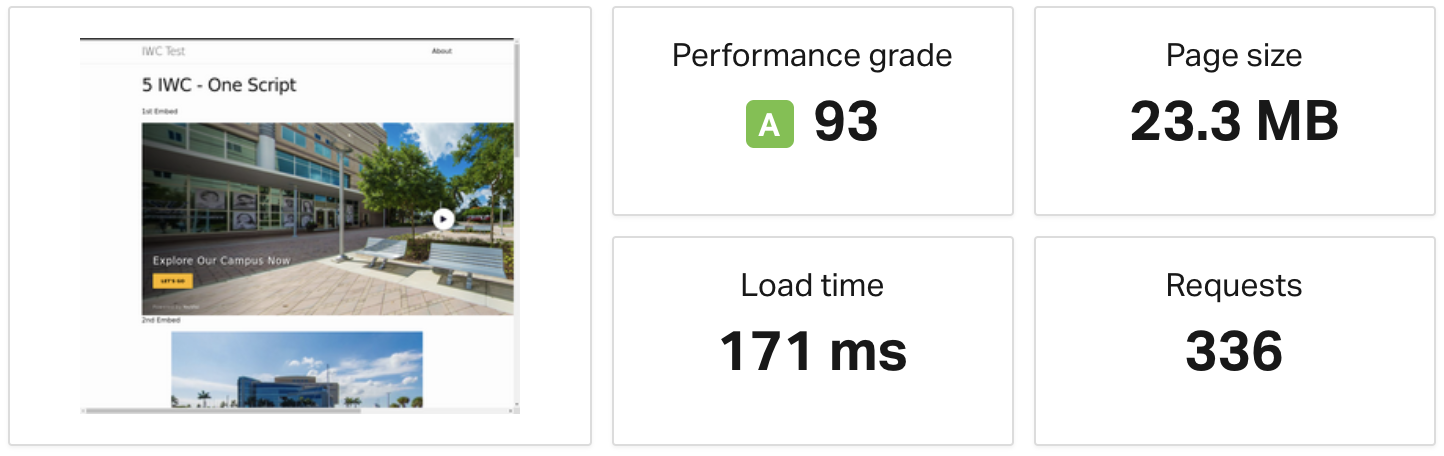 IWC Test
About
5 IWC - One Script
1st Embed
Explore Our Campus Now
LET'S GO
2nd Embed
Performance grade
A 93
Page size
23.3 MB
Load time
171 ms
Requests
336